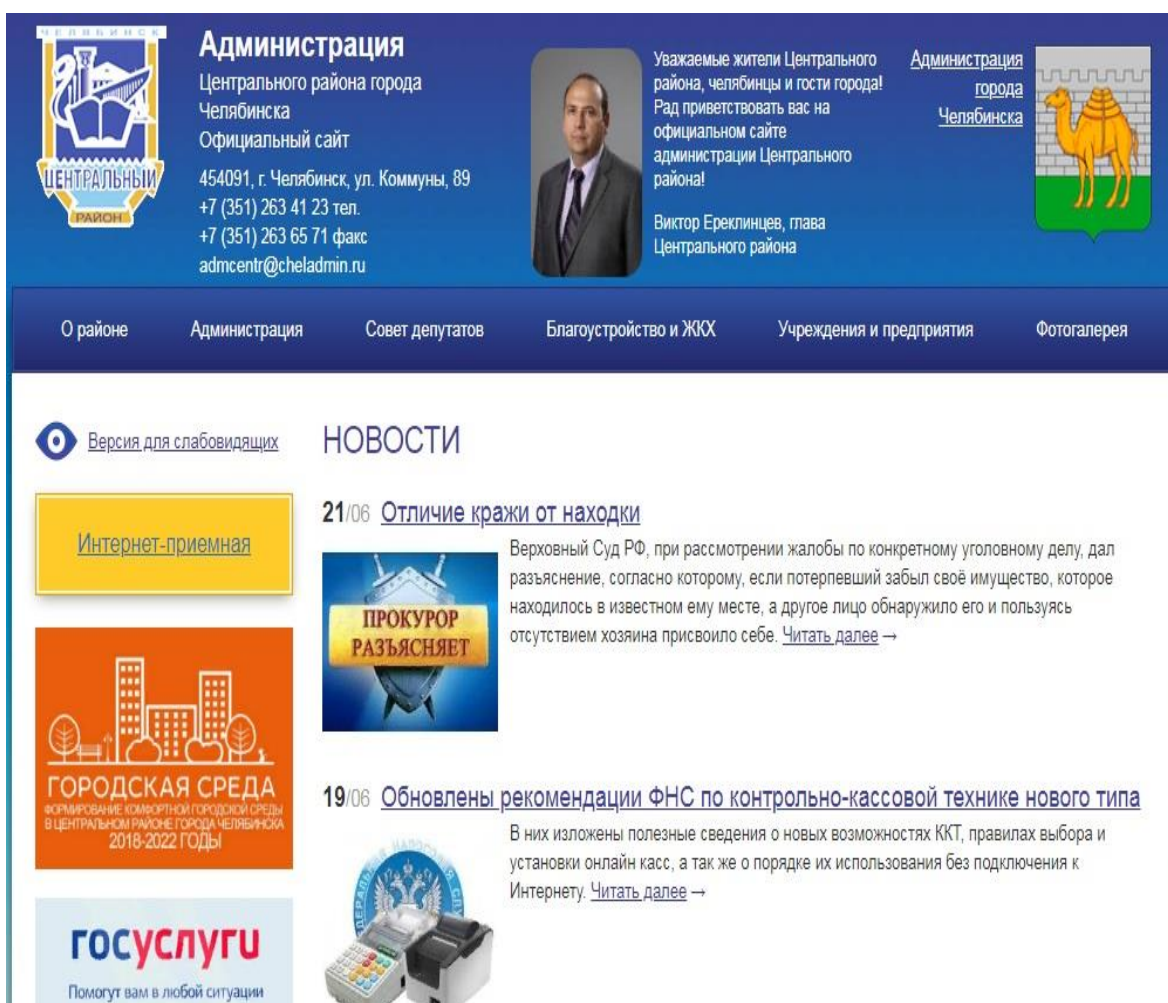 ЧЕЛЯБИНСК
ЦЕНТРАЛЬНЫЙ
РАЙОН
Администрация
Центрального района города
Челябинска
Официальный сайт
454091, г. Челябинск, ул. Коммуны, 89
+7 (351) 263 41 23 тел.
+7 (351) 263 65 71 факс
admcentr@cheladmin.ru
Уважаемые жители Центрального
района, челябинцы и гости города!
Рад приветствовать вас на
официальном сайте
администрации Центрального
района!
Виктор Ереклинцев, глава
Центрального района
Администрация
города
Челябинска
О районе Администрация Совет депутатов Благоустройство и ЖКХ Учреждения и предприятия Фотогалерея
Версия для слабовидящих
Интернет-приемная
ГОРОДСКАЯ СРЕДА
ФОРМИРОВАНИЕ КОМФОРТНОЙ ГОРОДСКОЙ СРЕДЫ
В ЦЕНТРАЛЬНОМ РАЙОНЕ ГОРОДА ЧЕЛЯБИНСКА
2018-2022 ГОДЫ
госуслуги
Помогут вам в любой ситуации
НОВОСТИ
21/06 Отличие кражи от находки
ПРОКУРОР
РАЗЪЯСНЯЕТ
Верховный Суд РФ, при рассмотрении жалобы по конкретному уголовному делу, дал
разъяснение, согласно которому, если потерпевший забыл своё имущество, которое
находилось в известном ему месте, а другое лицо обнаружило его и пользуясь
отсутствием хозяина присвоило себе. Читать далее →
19/06 Обновлены рекомендации ФНС по контрольно-кассовой технике нового типа
В них изложены полезные сведения о новых возможностях ККТ, правилах выбора и
установки онлайн касс, а так же о порядке их использования без подключения к
Интернету. Читать далее →